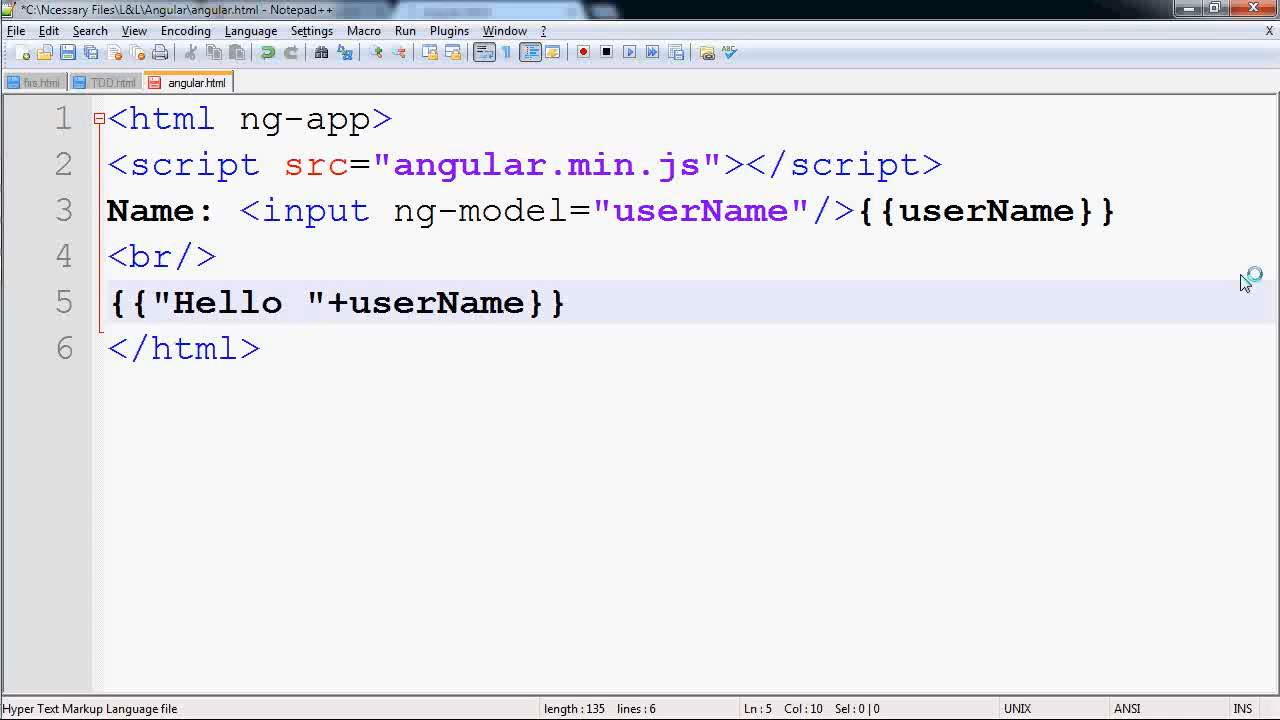 *C:\Ncessary Files\L&L\Angular\angular.html - Notepad++
File Edit Search View Encoding Language Settings Macro Run Plugins Window ? X
firs.html TDD.html angular.html
1 <html ng-app>
2 <script src="angular.min.js"></script>
3 Name: <input ng-model="userName"/>{{userName}}
4 <br/>
5 {{"Hello "+userName}}
6 </html>
Hyper Text Markup Language file length : 135 lines : 6 Ln : 5 Col : 10 Sel : 0 | 0 UNIX ANSI INS